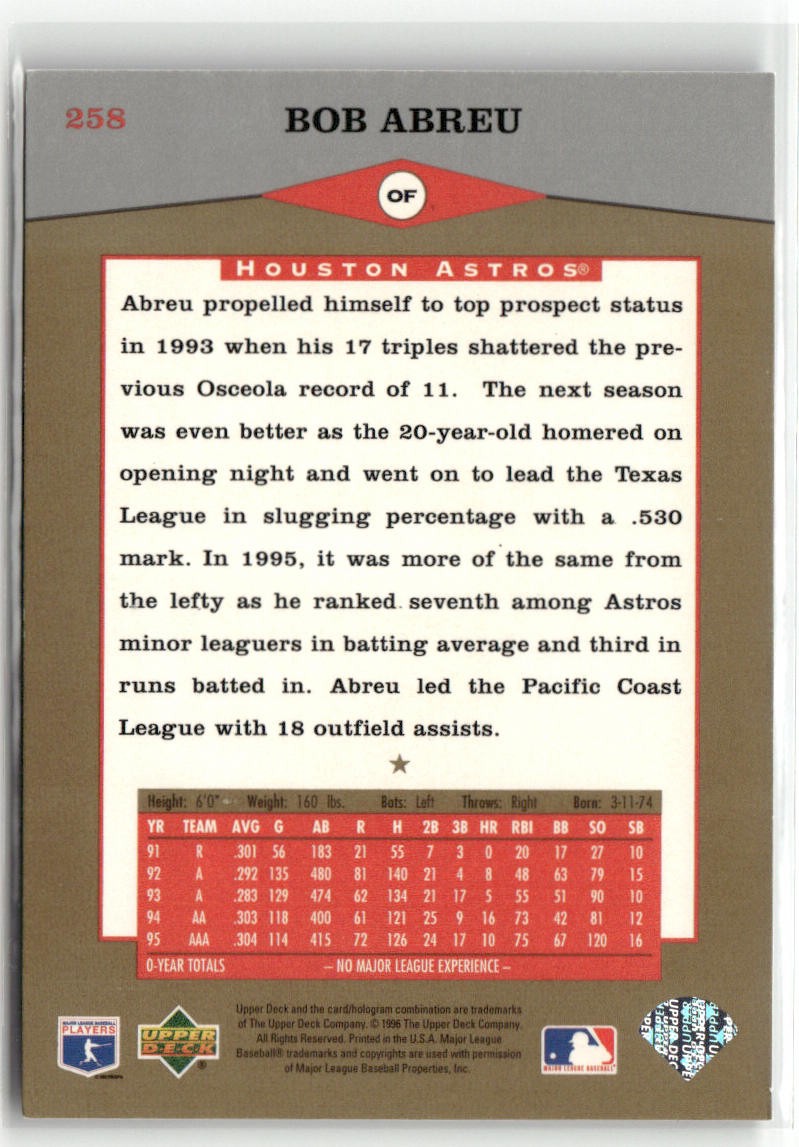 258
BOB ABREU
OF
HOUSTON ASTROS®
Abreu propelled himself to top prospect status
in 1993 when his 17 triples shattered the pre-
vious Osceola record of 11. The next season
was even better as the 20-year-old homered on
opening night and went on to lead the Texas
League in slugging percentage with a .530
mark. In 1995, it was more of the same from
the lefty as he ranked seventh among Astros
minor leaguers in batting average and third in
runs batted in. Abreu led the Pacific Coast
League with 18 outfield assists.
Height: 6'0" Weight: 160 lbs. Bats: Left Throws: Right Born: 3-11-74
YR TEAM AVG G AB R H 2B 3B HR RBI BB SO SB
91 R .301 56 183 21 55 7 3 0 20 17 27 10
92 A .292 135 480 81 140 21 4 8 48 63 79 15
93 A .283 129 474 62 134 21 17 5 55 51 90 10
94 AA .303 118 400 61 121 25 9 16 73 42 81 12
95 AAA .304 114 415 72 126 24 17 10 75 67 120 16
0-YEAR TOTALS – NO MAJOR LEAGUE EXPERIENCE –
MAJOR LEAGUE BASEBALL
PLAYERS
UPPER
DECK
®
Upper Deck and the card/hologram combination are trademarks
of The Upper Deck Company. © 1996 The Upper Deck Company.
All Rights Reserved. Printed in the U.S.A. Major League
Baseball® trademarks and copyrights are used with permission
of Major League Baseball Properties, Inc.
MAJOR LEAGUE BASEBALL